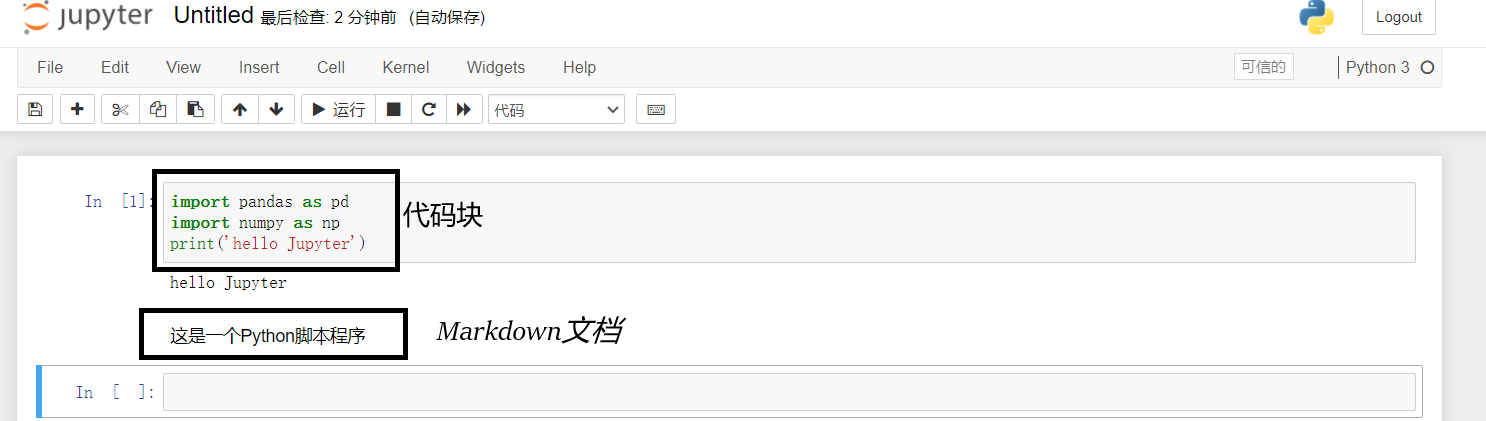 jupyter Untitled 最后检查: 2 分钟前 (自动保存) Logout
File Edit View Insert Cell Kernel Widgets Help 可信的 Python 3
运行 代码
In [1]: import pandas as pd
import numpy as np
print('hello Jupyter')
代码块
hello Jupyter
这是一个Python脚本程序 Markdown文档
In [ ]: